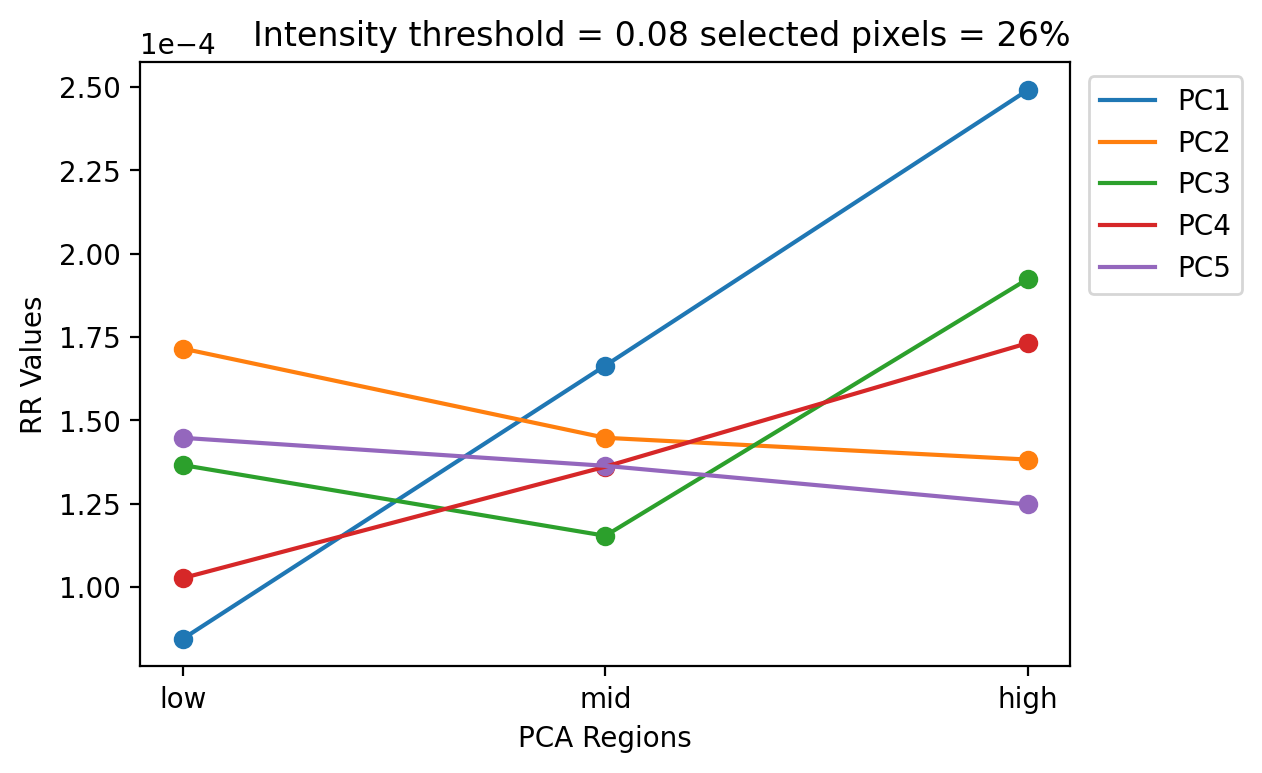 Intensity threshold = 0.08 selected pixels = 26%
1e−4
2.50
2.25
2.00
1.75
1.50
1.25
1.00
RR Values
low mid high
PCA Regions
PC1
PC2
PC3
PC4
PC5